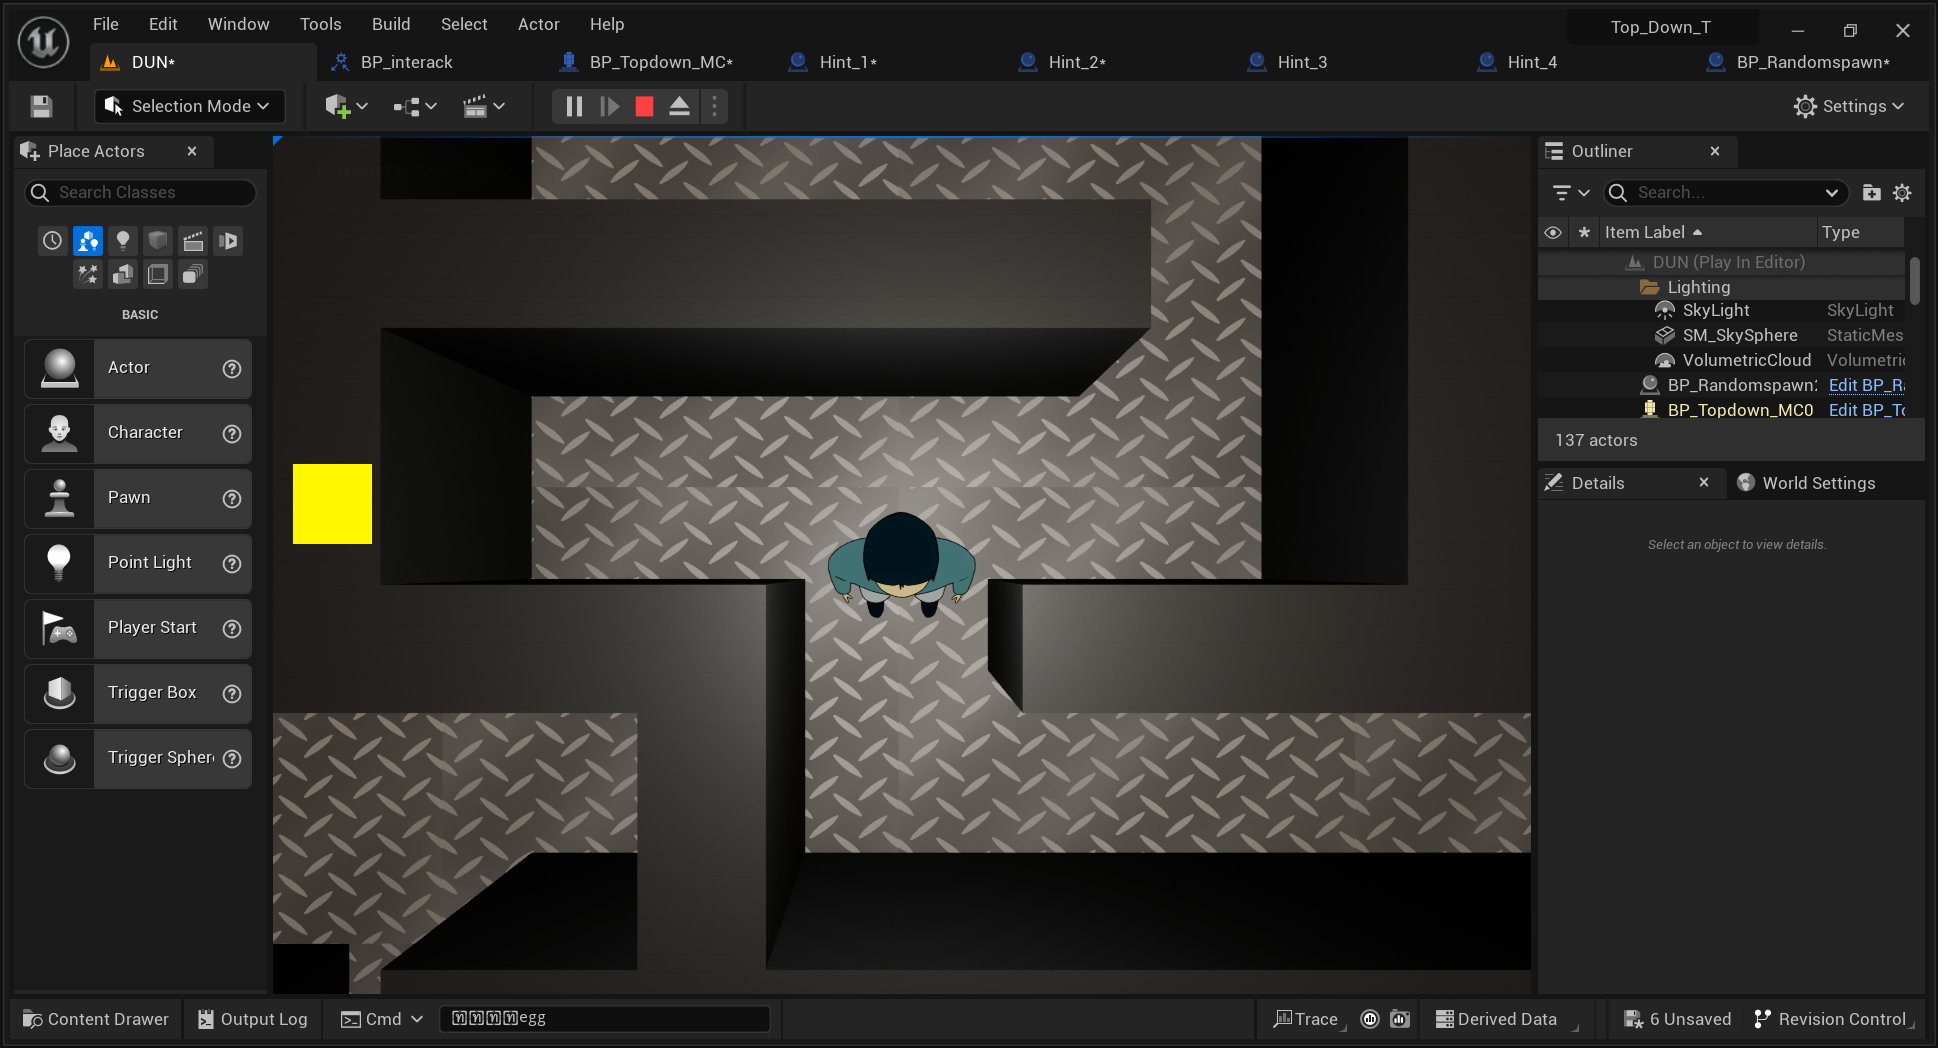 File Edit Window Tools Build Select Actor Help
Top_Down_T
DUN* BP_interack BP_Topdown_MC* Hint_1* Hint_2* Hint_3 Hint_4 BP_Randomspawn*
Selection Mode
Settings
Place Actors
Search Classes
BASIC
Actor
Character
Pawn
Point Light
Player Start
Trigger Box
Trigger Spher
Outliner
Search...
Item Label Type
DUN (Play In Editor)
Lighting
SkyLight SkyLight
SM_SkySphere StaticMes
VolumetricCloud Volumetric
BP_Randomspawn Edit BP_R
BP_Topdown_MC0 Edit BP_To
137 actors
Details World Settings
Select an object to view details.
Content Drawer Output Log Cmd egg Trace Derived Data 6 Unsaved Revision Control